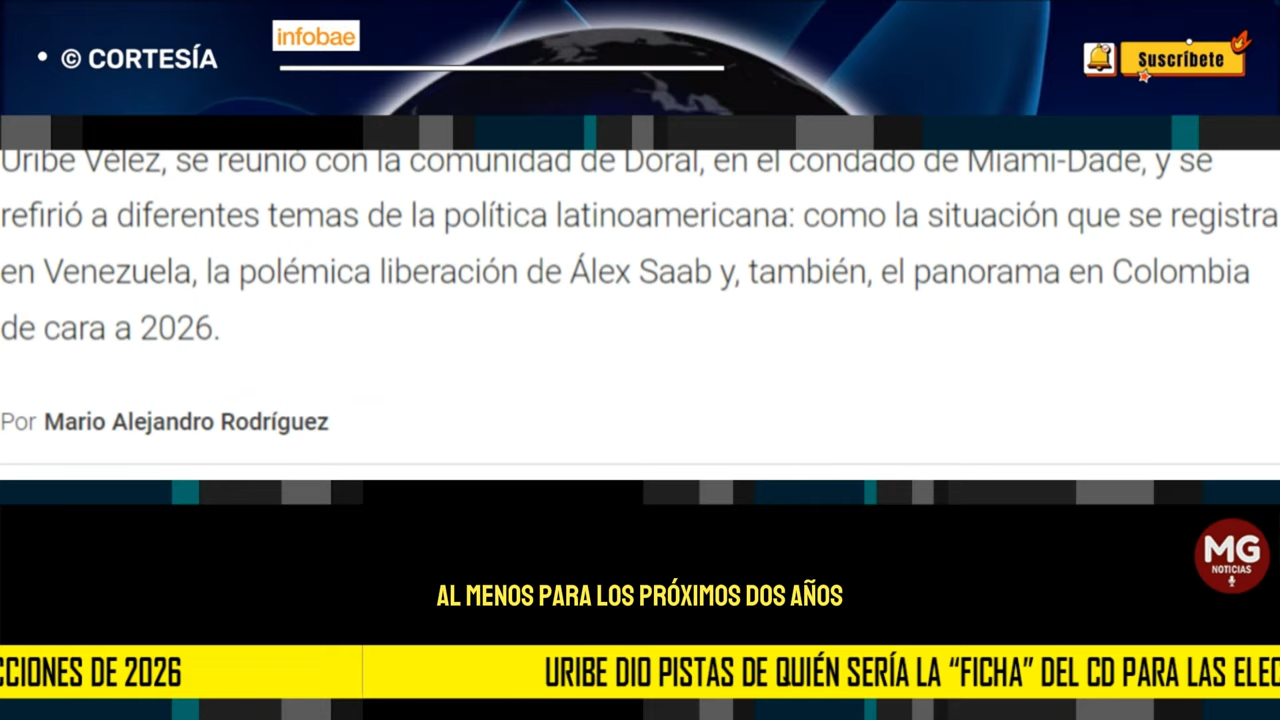 infobae
• © CORTESÍA
Suscríbete
Uribe Vélez, se reunió con la comunidad de Doral, en el condado de Miami-Dade, y se
refirió a diferentes temas de la política latinoamericana: como la situación que se registra
en Venezuela, la polémica liberación de Álex Saab y, también, el panorama en Colombia
de cara a 2026.
Por Mario Alejandro Rodríguez
MG
NOTICIAS
AL MENOS PARA LOS PRÓXIMOS DOS AÑOS
CCIONES DE 2026 URIBE DIO PISTAS DE QUIÉN SERÍA LA “FICHA” DEL CD PARA LAS ELEC